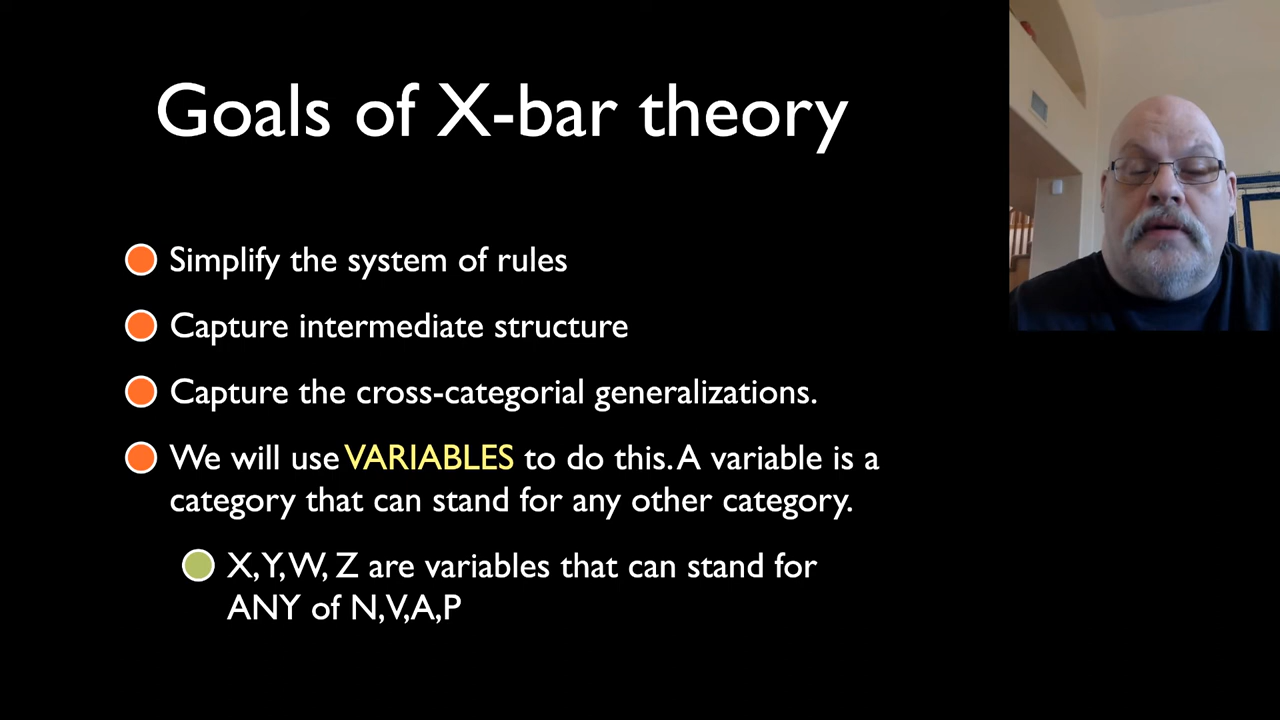 Goals of X-bar theory
Simplify the system of rules
Capture intermediate structure
Capture the cross-categorial generalizations.
We will use VARIABLES to do this. A variable is a
category that can stand for any other category.
X, Y, W, Z are variables that can stand for
ANY of N,V,A,P